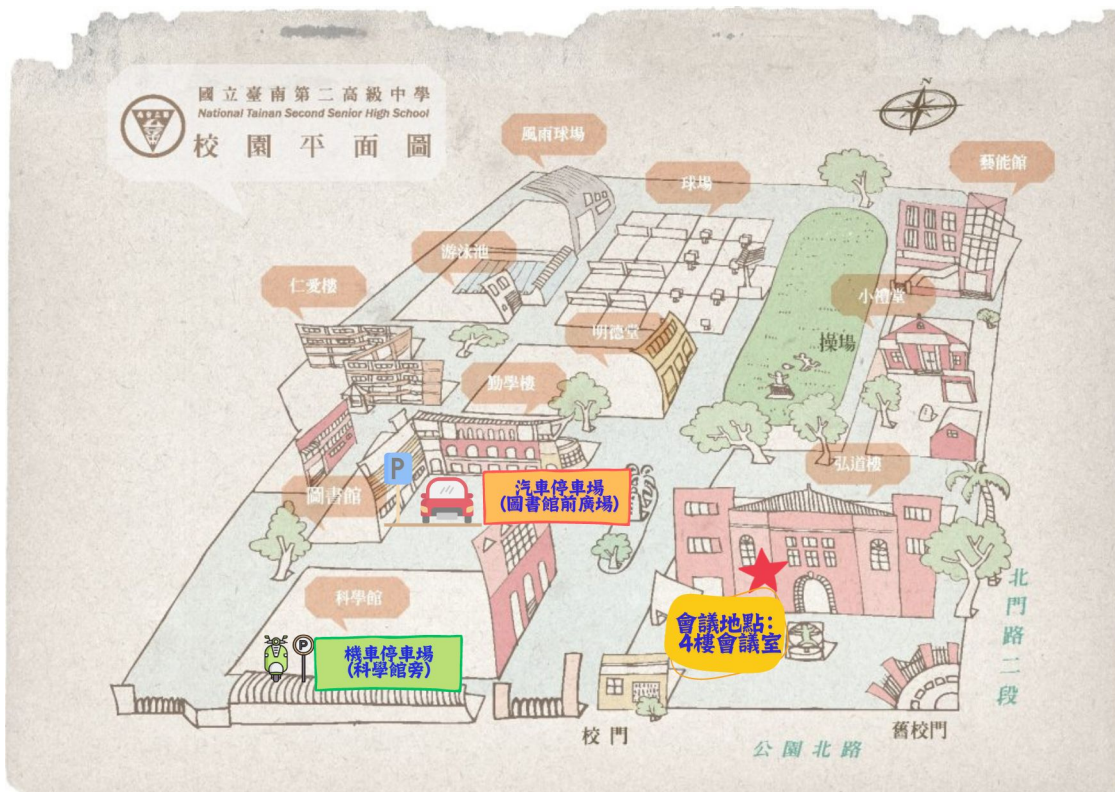 國立臺南第二高級中學
National Tainan Second Senior High School
校園平面圖
N
風雨球場
球場
藝能館
游泳池
仁愛樓
小禮堂
明德堂
操場
勤學樓
弘道樓
P
圖書館
汽車停車場
(圖書館前廣場)
科學館
會議地點:
4樓會議室
P
機車停車場
(科學館旁)
北門路二段
校門
舊校門
公園北路